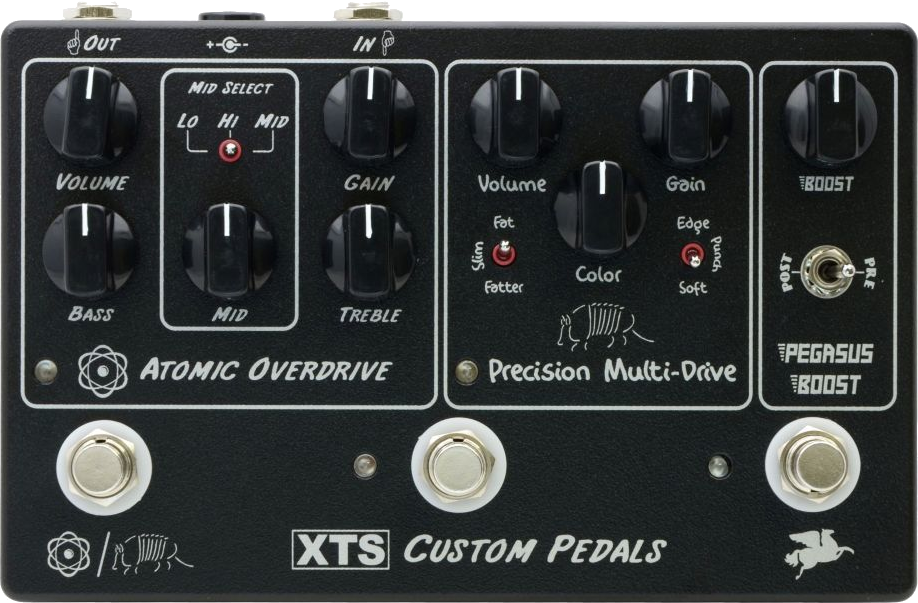 OUT
IN
MID SELECT
LO HI MID
VOLUME
GAIN
BASS
MID
TREBLE
ATOMIC OVERDRIVE
Volume
Gain
Color
Fat
Slim
Fatter
Edge
Punch
Soft
Precision Multi-Drive
BOOST
POST
PRE
PEGASUS
BOOST
XTS CUSTOM PEDALS